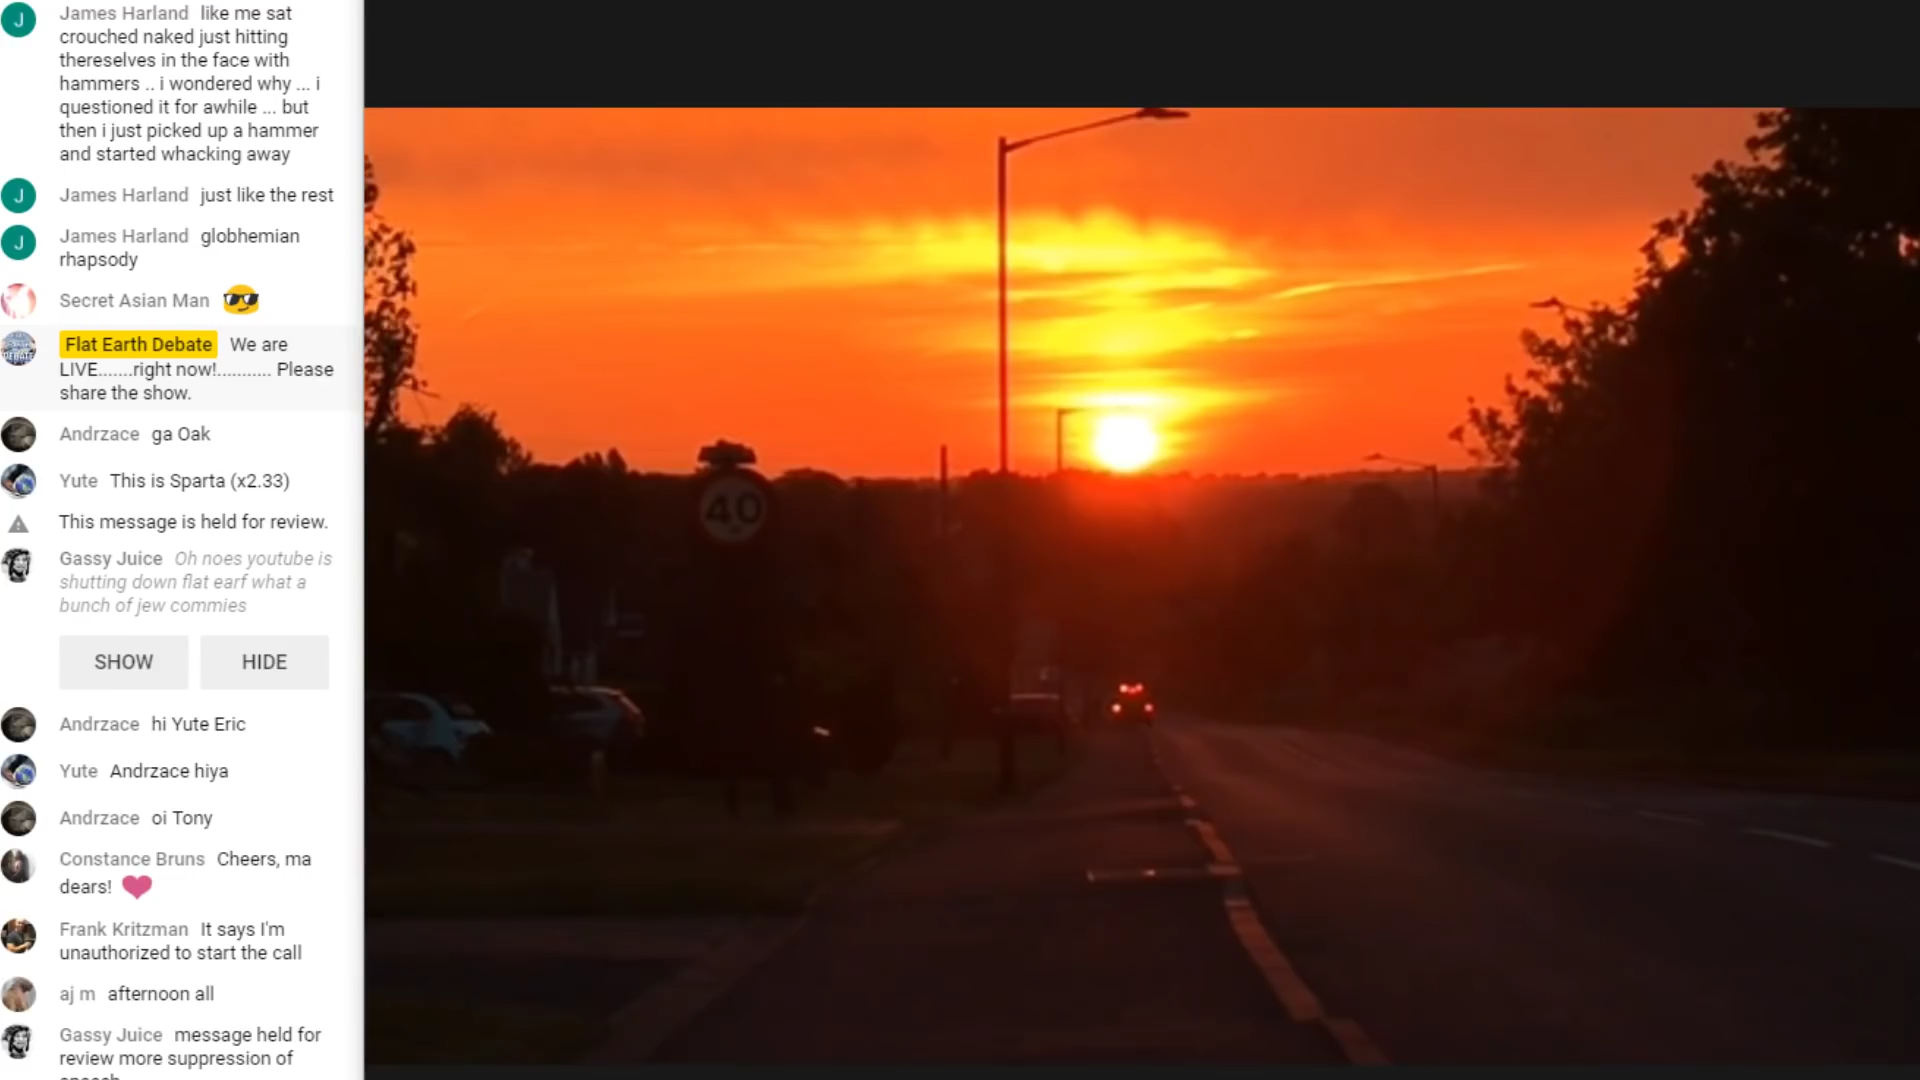 J James Harland like me sat
crouched naked just hitting
thereselves in the face with
hammers .. i wondered why ... i
questioned it for awhile ... but
then i just picked up a hammer
and started whacking away
J James Harland just like the rest
J James Harland globhemian
rhapsody
Secret Asian Man
Flat Earth Debate We are
LIVE.......right now!........... Please
share the show.
Andrzace ga Oak
Yute This is Sparta (x2.33)
This message is held for review.
Gassy Juice Oh noes youtube is
shutting down flat earf what a
bunch of jew commies
SHOW HIDE
Andrzace hi Yute Eric
Yute Andrzace hiya
Andrzace oi Tony
Constance Bruns Cheers, ma
dears!
Frank Kritzman It says I'm
unauthorized to start the call
aj m afternoon all
Gassy Juice message held for
review more suppression of
40